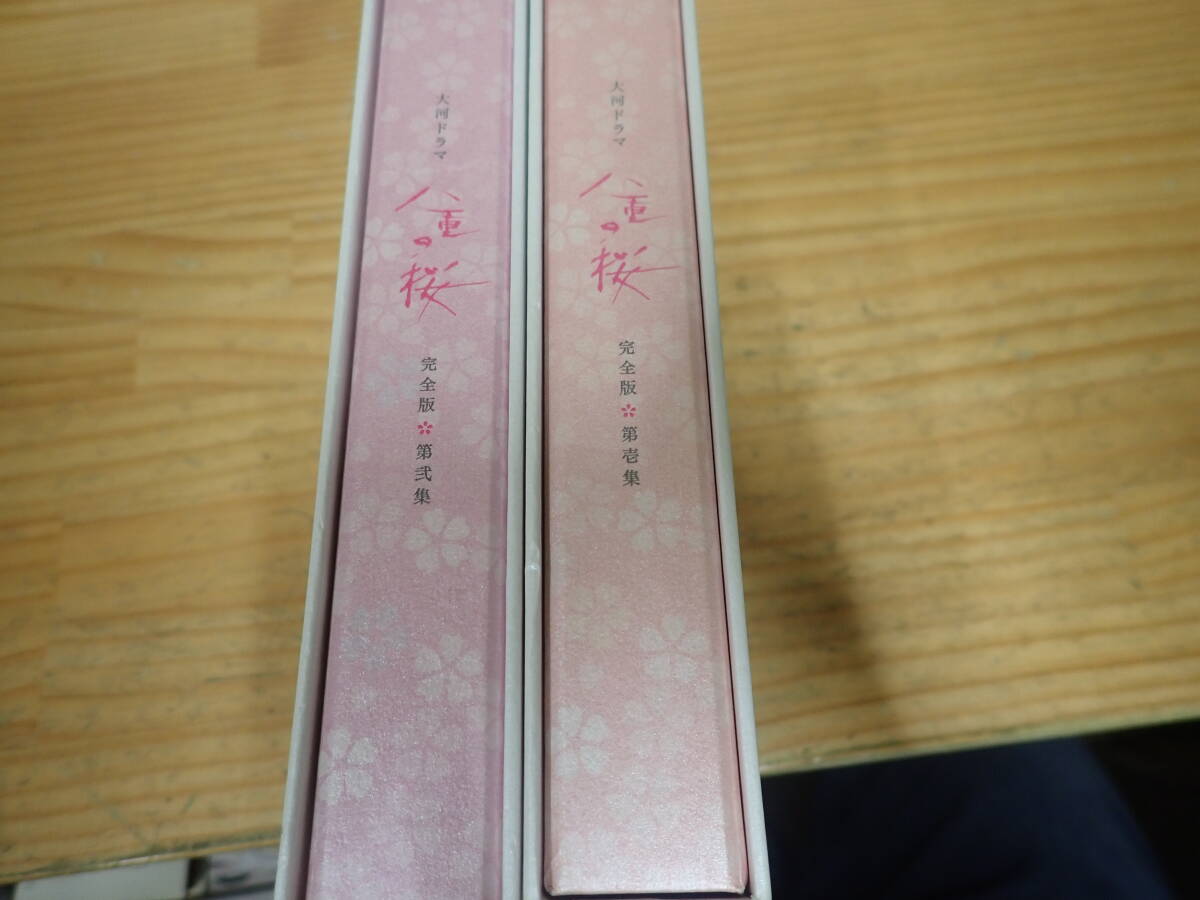 大河ドラマ
八重の桜
完全版 第壱集
大河ドラマ
八重の桜
完全版 第弐集